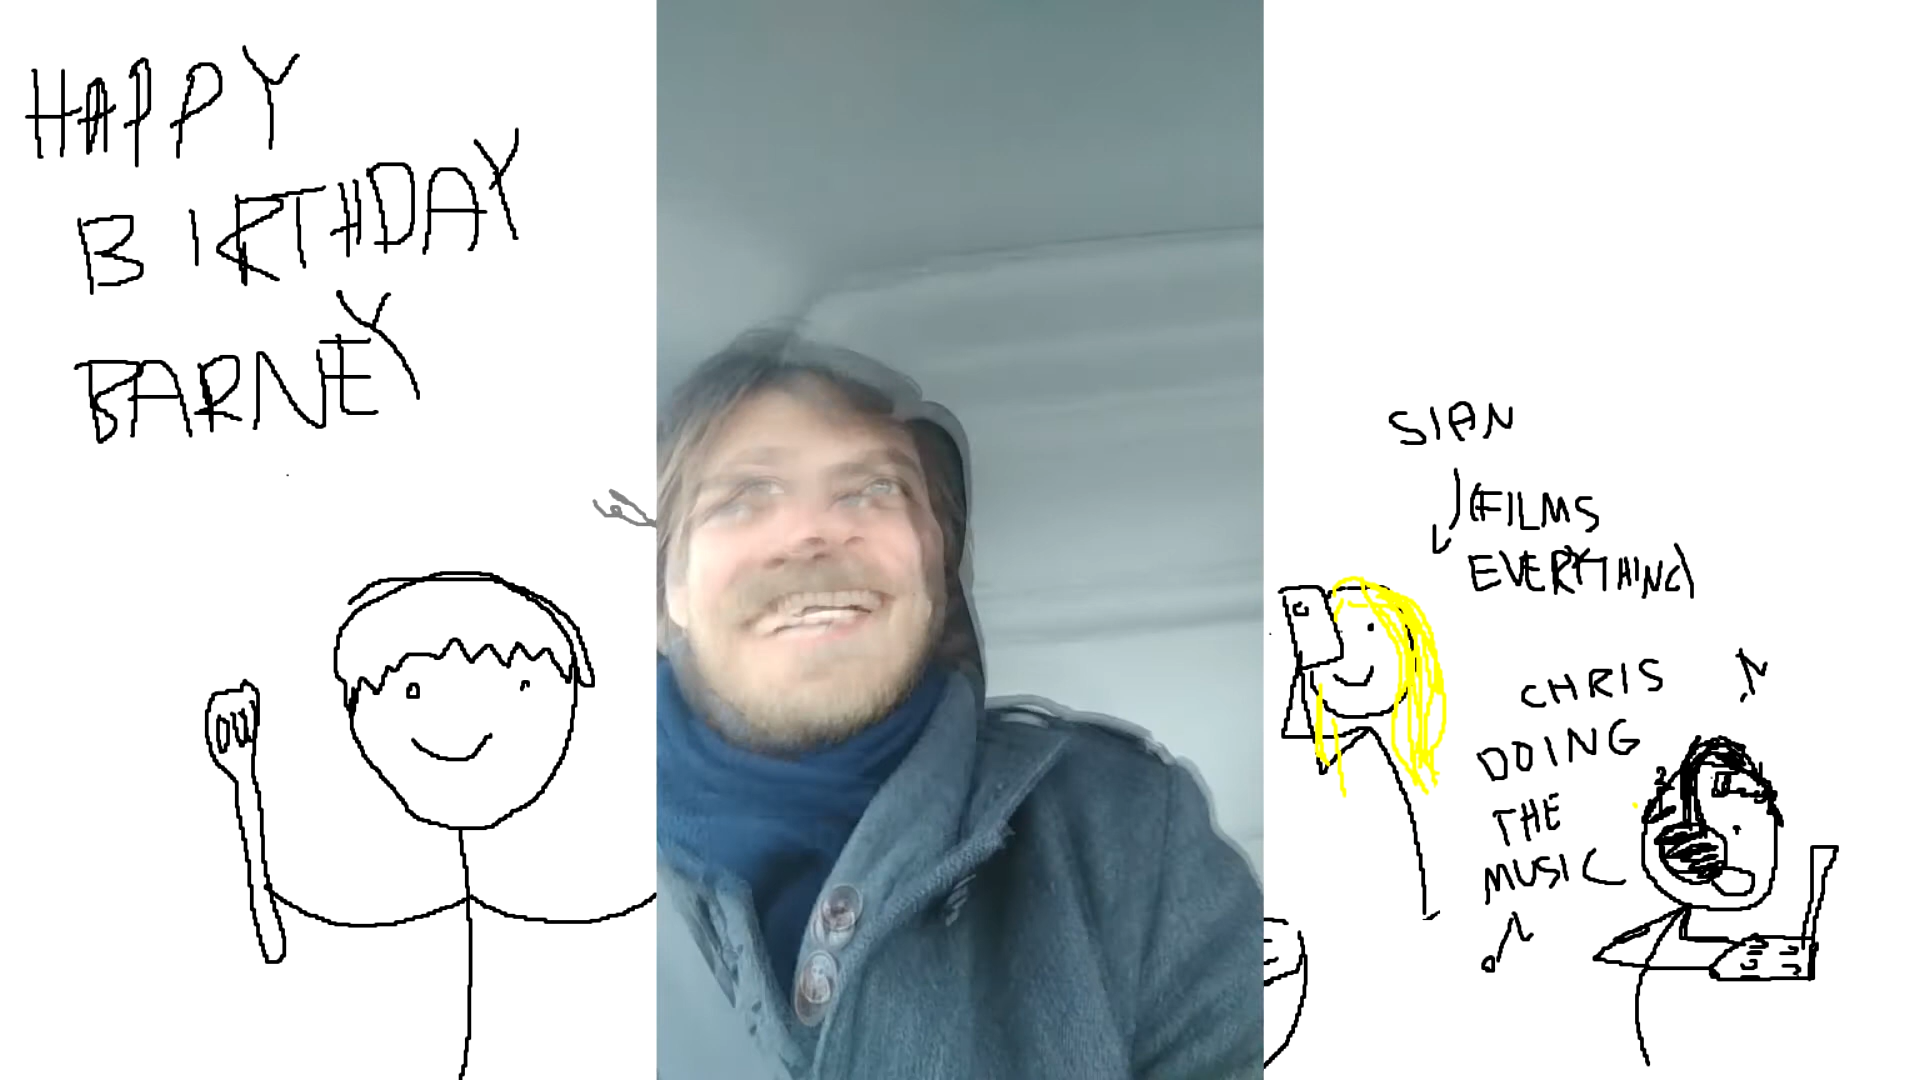 HAPPY
BIRTHDAY
BARNEY
SIAN
(FILMS
EVERYTHING)
CHRIS
DOING
THE
MUSIC